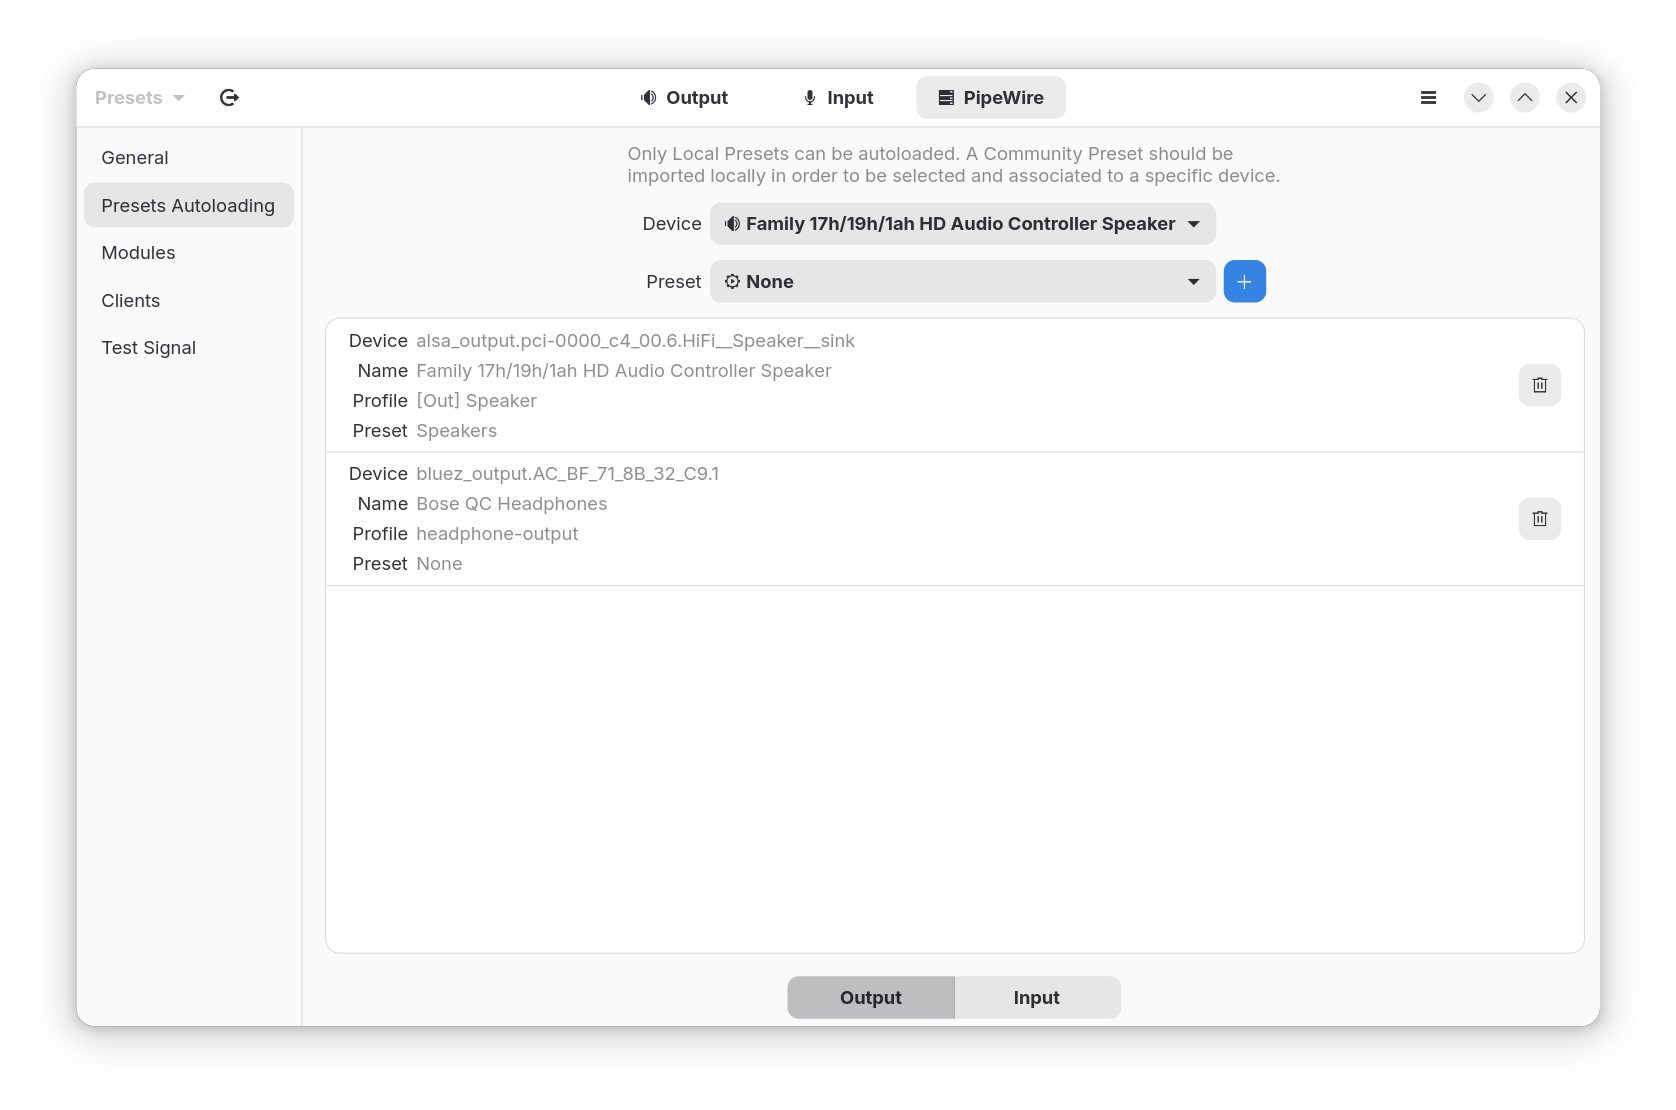 Presets
Output
Input
PipeWire
General
Presets Autoloading
Modules
Clients
Test Signal
Only Local Presets can be autoloaded. A Community Preset should be
imported locally in order to be selected and associated to a specific device.
Device Family 17h/19h/1ah HD Audio Controller Speaker
Preset None
Device alsa_output.pci-0000_c4_00.6.HiFi__Speaker__sink
Name Family 17h/19h/1ah HD Audio Controller Speaker
Profile [Out] Speaker
Preset Speakers
Device bluez_output.AC_BF_71_8B_32_C9.1
Name Bose QC Headphones
Profile headphone-output
Preset None
Output
Input